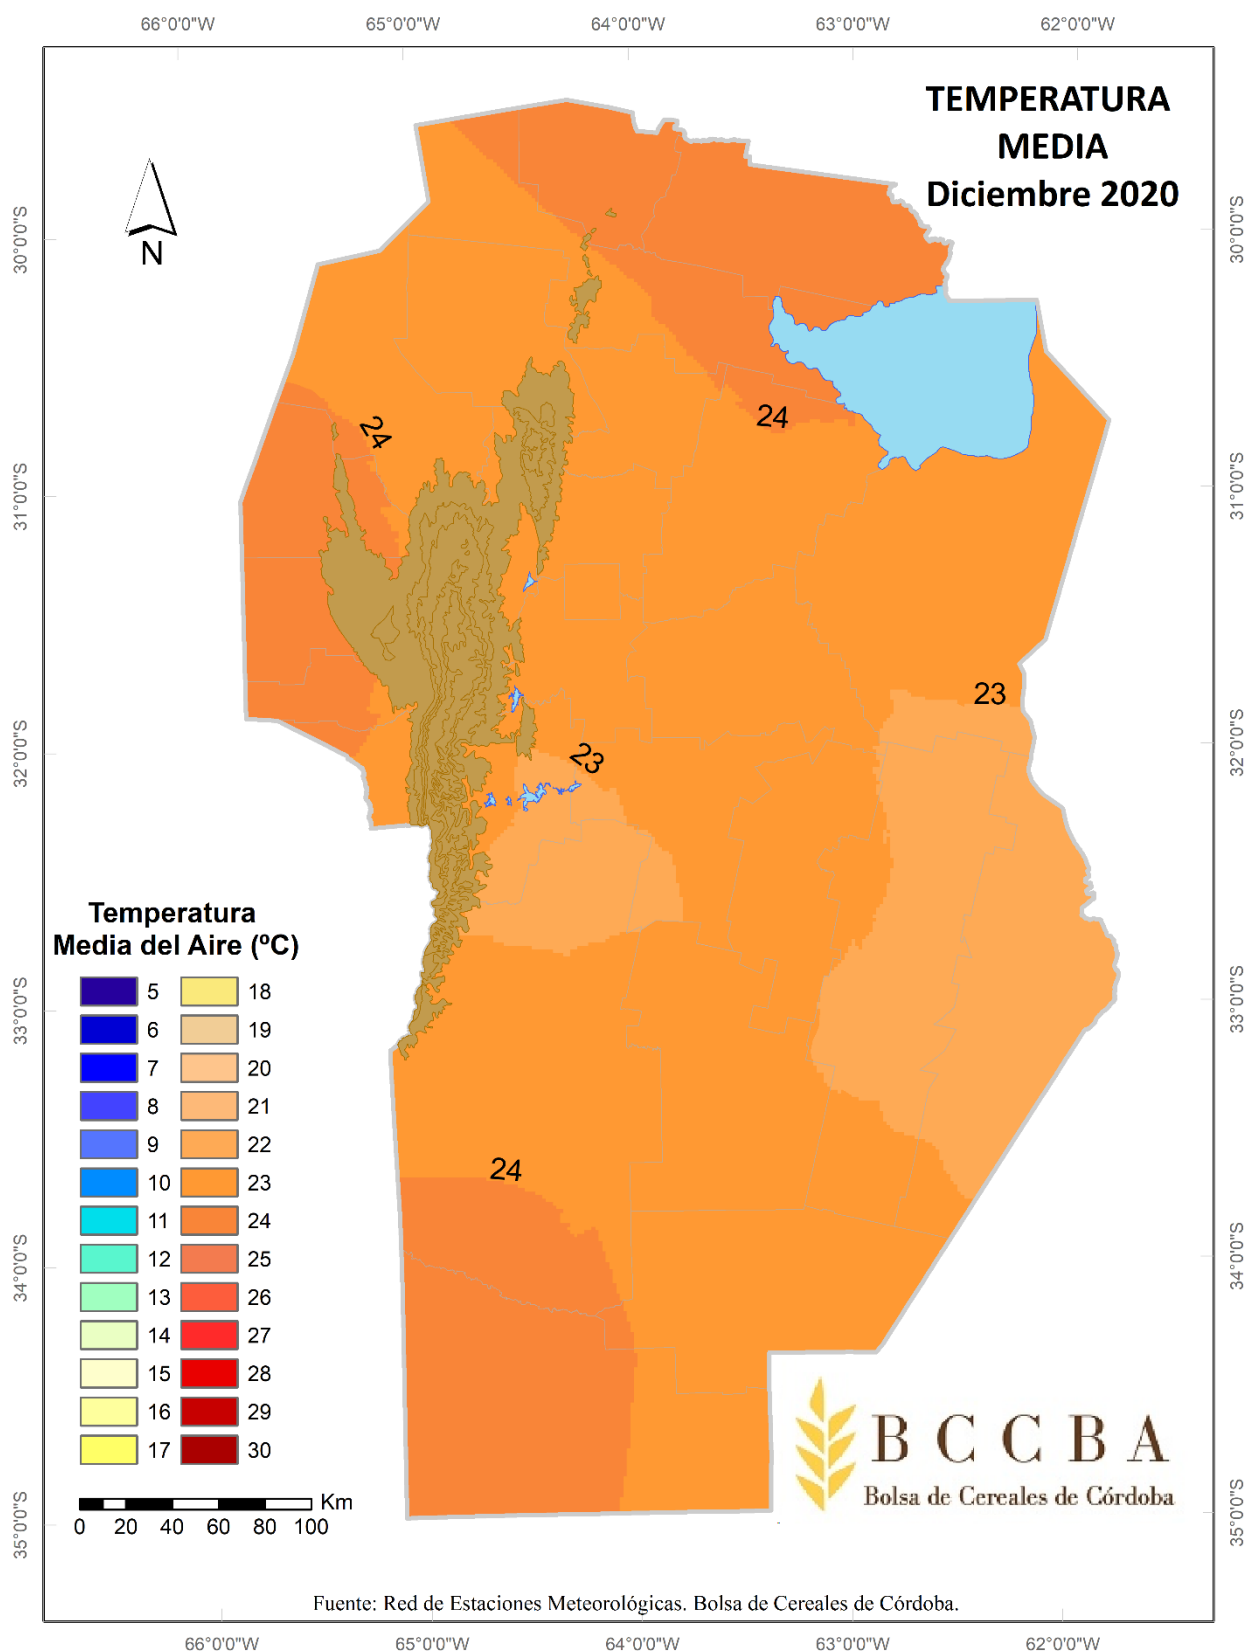 66°0'0"W 65°0'0"W 64°0'0"W 63°0'0"W 62°0'0"W
TEMPERATURA
MEDIA
Diciembre 2020
N
30°0'0"S 30°0'0"S
24
24
31°0'0"S 31°0'0"S
23
23
32°0'0"S 32°0'0"S
Temperatura
Media del Aire (ºC)
5 18
6 19
33°0'0"S 33°0'0"S
7 20
8 21
9 22
10 23
24
11 24
12 25
34°0'0"S 34°0'0"S
13 26
14 27
15 28
16 29
17 30
BCCBA
Bolsa de Cereales de Córdoba
Km
0 20 40 60 80 100
35°0'0"S 35°0'0"S
Fuente: Red de Estaciones Meteorológicas. Bolsa de Cereales de Córdoba.
66°0'0"W 65°0'0"W 64°0'0"W 63°0'0"W 62°0'0"W